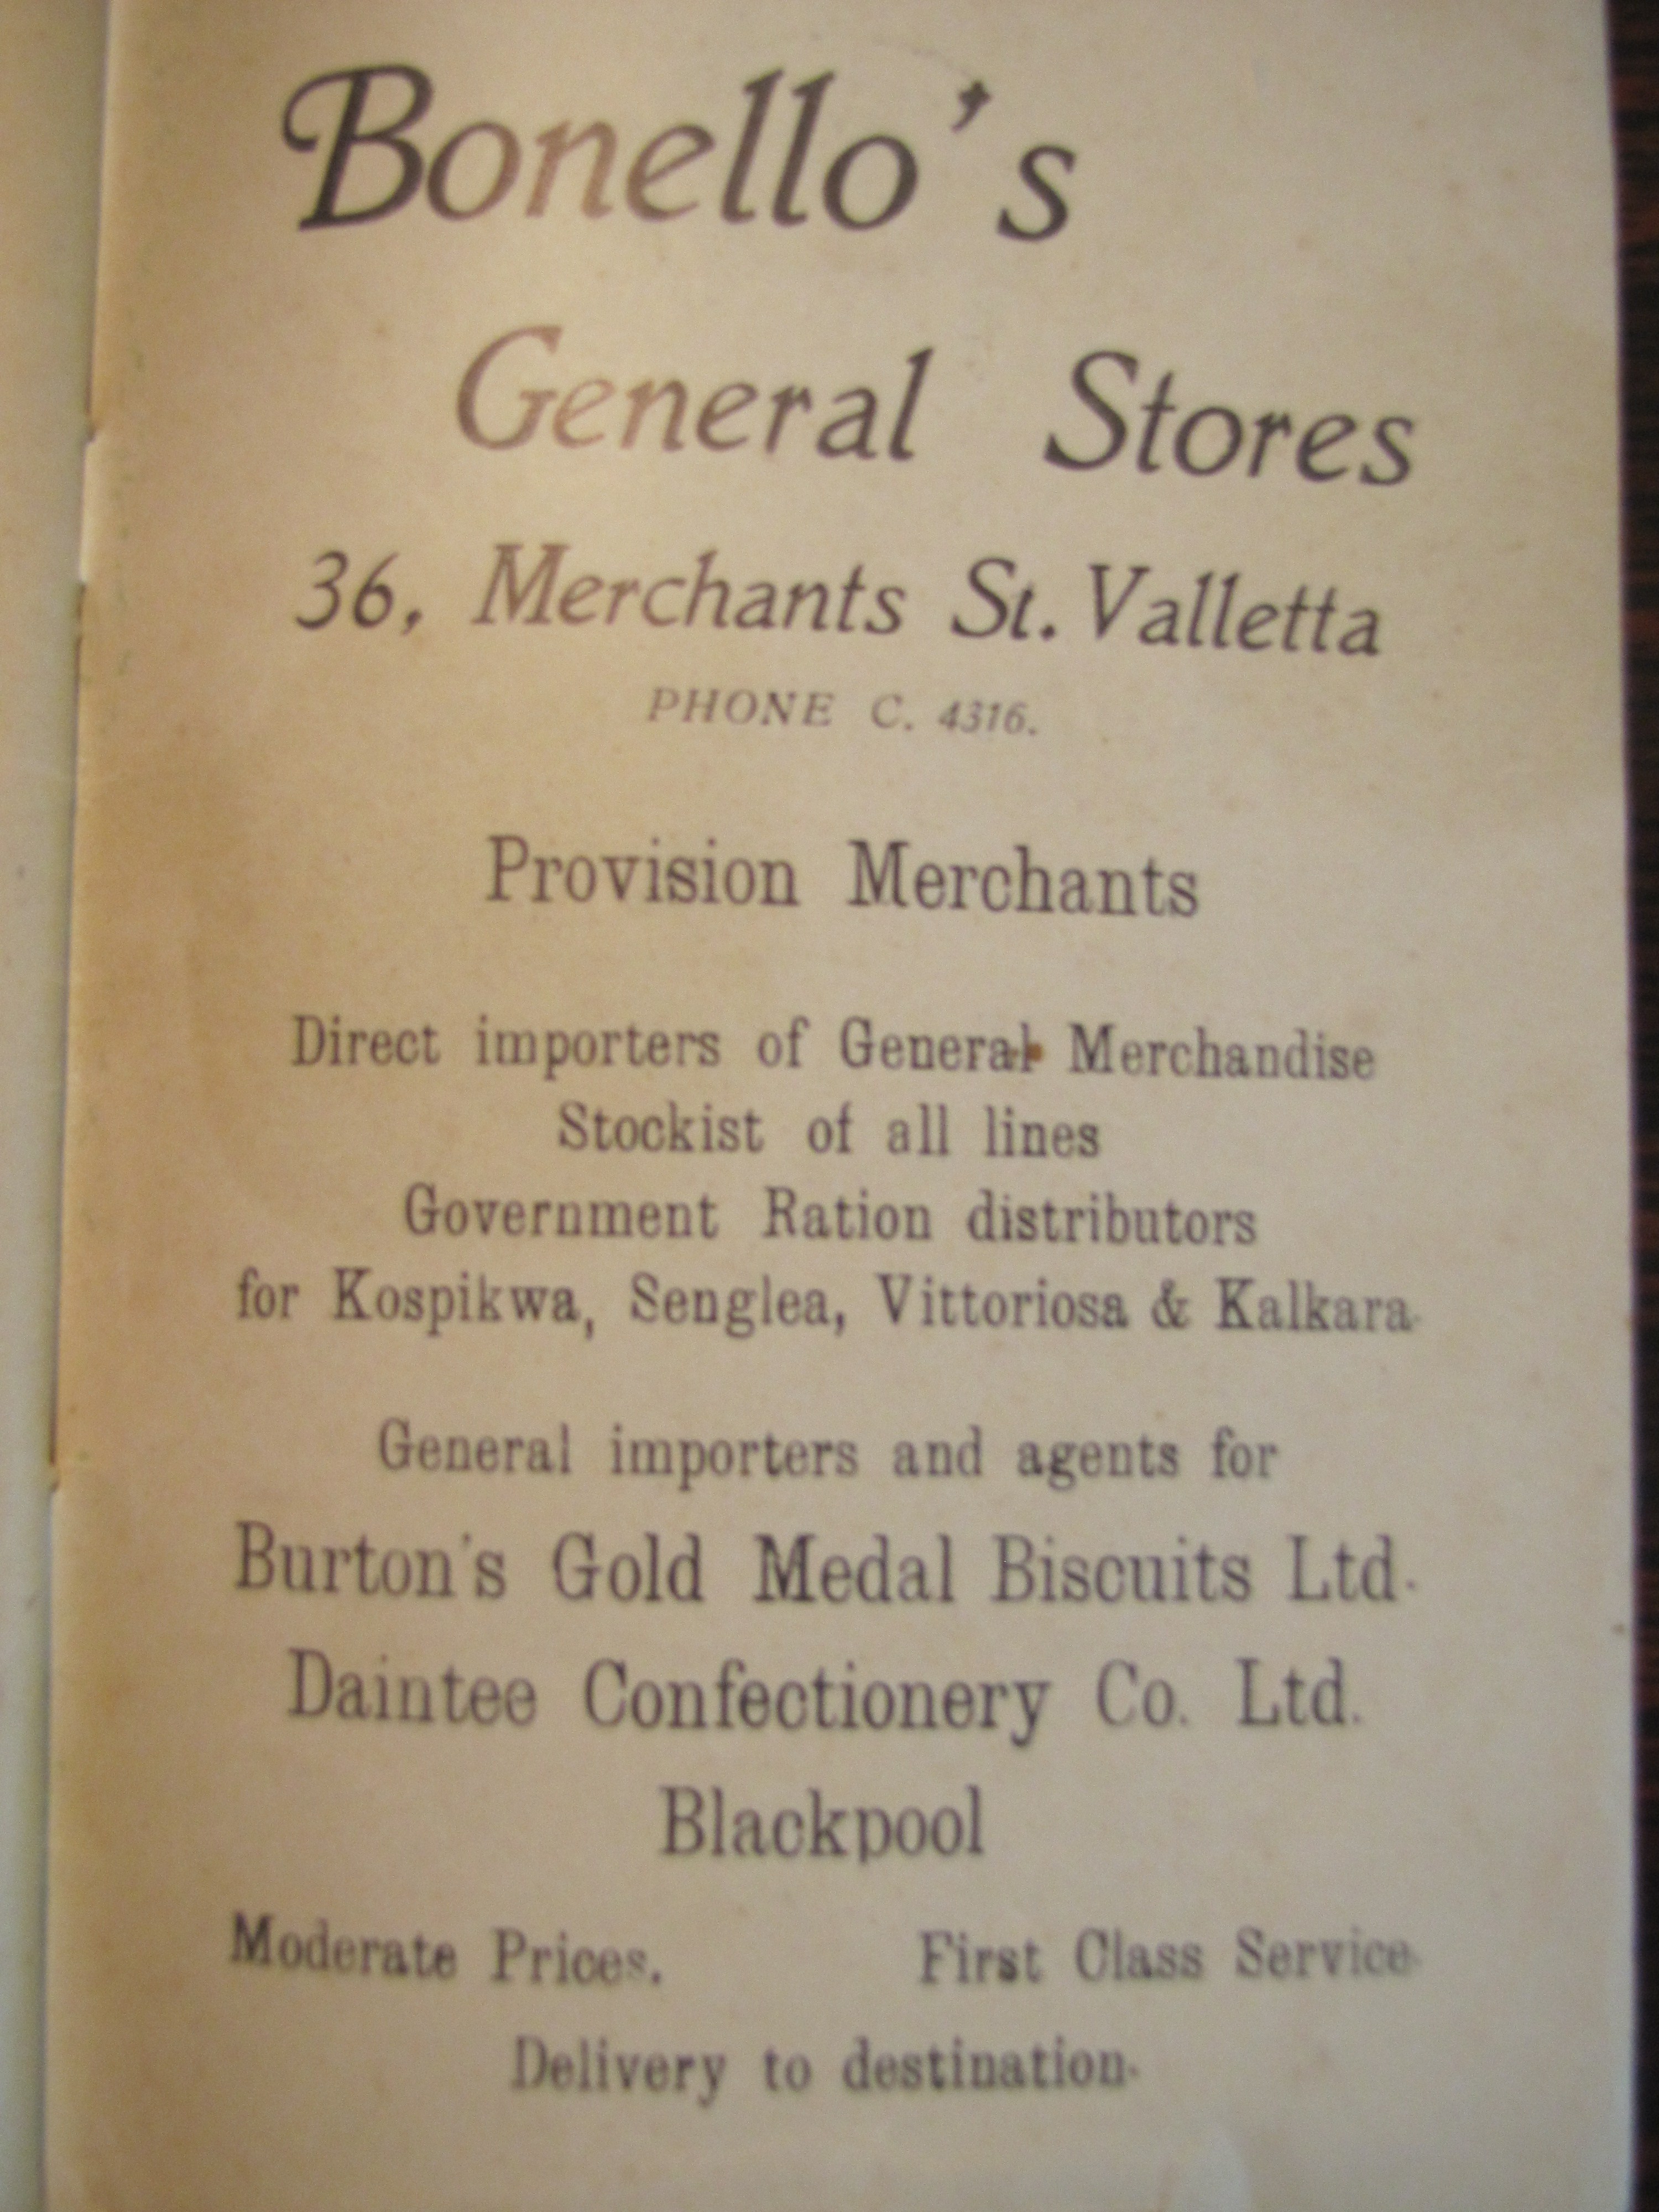 Bonello's
General Stores
36, Merchants St. Valletta
PHONE C. 4316.
Provision Merchants
Direct importers of General Merchandise
Stockist of all lines
Government Ration distributors
for Kospikwa, Senglea, Vittoriosa & Kalkara.
General importers and agents for
Burton's Gold Medal Biscuits Ltd.
Daintee Confectionery Co. Ltd.
Blackpool
Moderate Prices. First Class Service.
Delivery to destination.